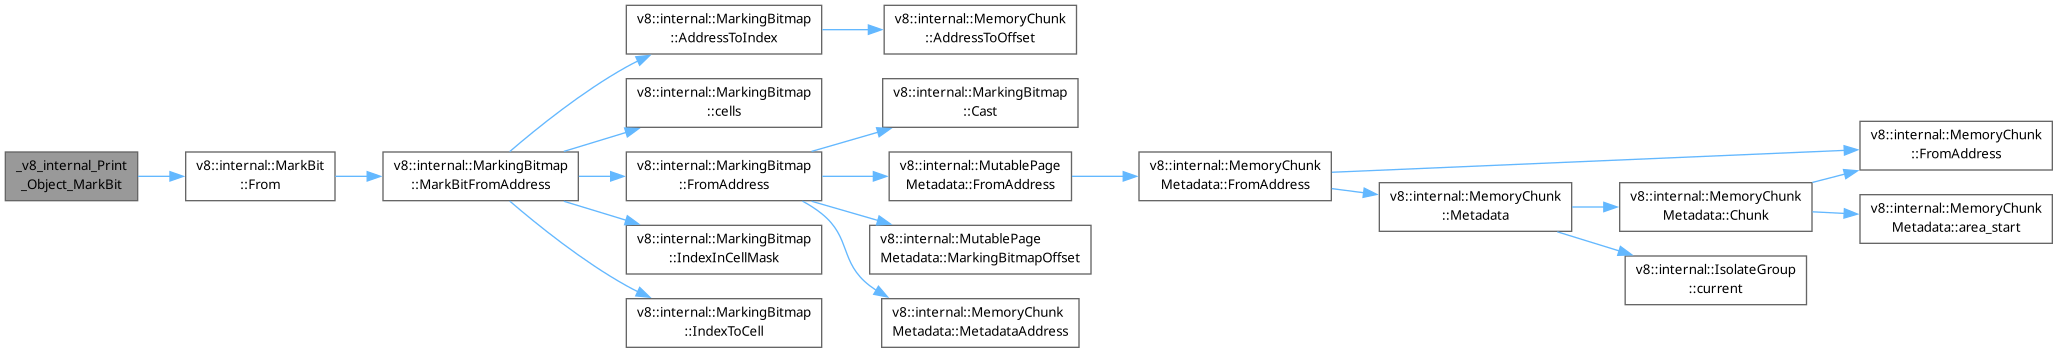 _v8_internal_Print
_Object_MarkBit
v8::internal::MarkBit
::From
v8::internal::MarkingBitmap
::MarkBitFromAddress
v8::internal::MarkingBitmap
::AddressToIndex
v8::internal::MemoryChunk
::AddressToOffset
v8::internal::MarkingBitmap
::cells
v8::internal::MarkingBitmap
::FromAddress
v8::internal::MarkingBitmap
::IndexInCellMask
v8::internal::MarkingBitmap
::IndexToCell
v8::internal::MarkingBitmap
::Cast
v8::internal::MutablePage
Metadata::FromAddress
v8::internal::MutablePage
Metadata::MarkingBitmapOffset
v8::internal::MemoryChunk
Metadata::MetadataAddress
v8::internal::MemoryChunk
Metadata::FromAddress
v8::internal::MemoryChunk
::Metadata
v8::internal::MemoryChunk
Metadata::Chunk
v8::internal::IsolateGroup
::current
v8::internal::MemoryChunk
::FromAddress
v8::internal::MemoryChunk
Metadata::area_start